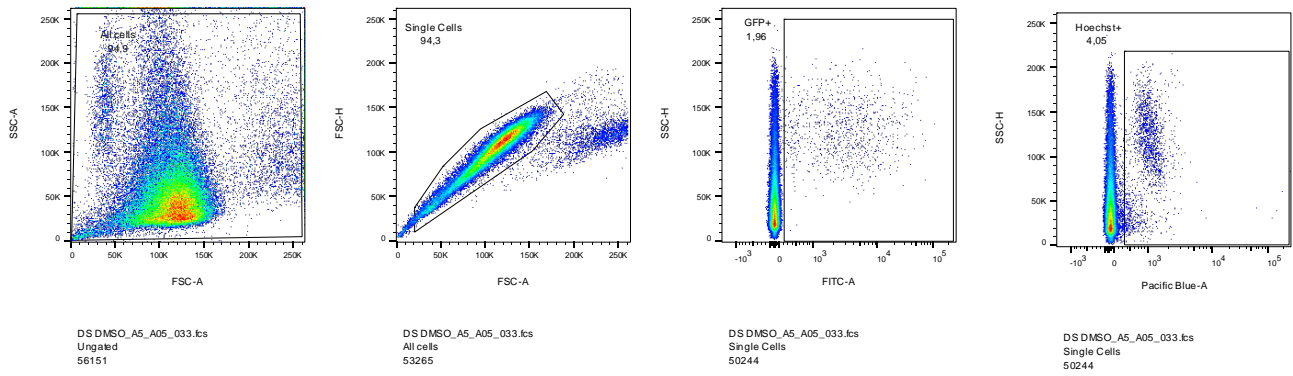 250K
200K
150K
100K
50K
0
SSC-A
All cells
94,9
0 50K 100K 150K 200K 250K
FSC-A
DS DMSO_A5_A05_033.fcs
Ungated
56151
250K
200K
150K
100K
50K
0
FSC-H
Single Cells
94,3
0 50K 100K 150K 200K 250K
FSC-A
DS DMSO_A5_A05_033.fcs
All cells
53265
250K
200K
150K
100K
50K
0
SSC-H
GFP+
1,96
-10³ 0 10³ 10⁴ 10⁵
FITC-A
DS DMSO_A5_A05_033.fcs
Single Cells
50244
250K
200K
150K
100K
50K
0
SSC-H
Hoechst+
4,05
-10³ 0 10³ 10⁴ 10⁵
Pacific Blue-A
DS DMSO_A5_A05_033.fcs
Single Cells
50244